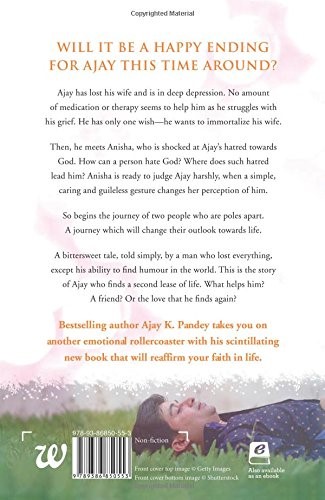 Copyrighted Material
WILL IT BE A HAPPY ENDING
FOR AJAY THIS TIME AROUND?
Ajay has lost his wife and is in deep depression. No amount
of medication or therapy seems to help him as he struggles with
his grief. He has only one wish—he wants to immortalize his wife.
Then, he meets Anisha, who is shocked at Ajay's hatred towards
God. How can a person hate God? Where does such hatred
lead him? Anisha is ready to judge Ajay harshly, when a simple,
caring and guileless gesture changes her perception of him.
So begins the journey of two people who are poles apart.
A journey which will change their outlook towards life.
A bittersweet tale, told simply, by a man who lost everything,
except his ability to find humour in the world. This is the story
of Ajay who finds a second lease of life. What helps him?
A friend? Or the love that he finds again?
Bestselling author Ajay K. Pandey takes you on
another emotional rollercoaster with his scintillating
new book that will reaffirm your faith in life.
978-93-86850-55-3
Non-fiction
w
9789386850553
e
Also available
as an ebook
Front cover top image © Getty Images
Front cover bottom image © Shutterstock
Copyrighted Material